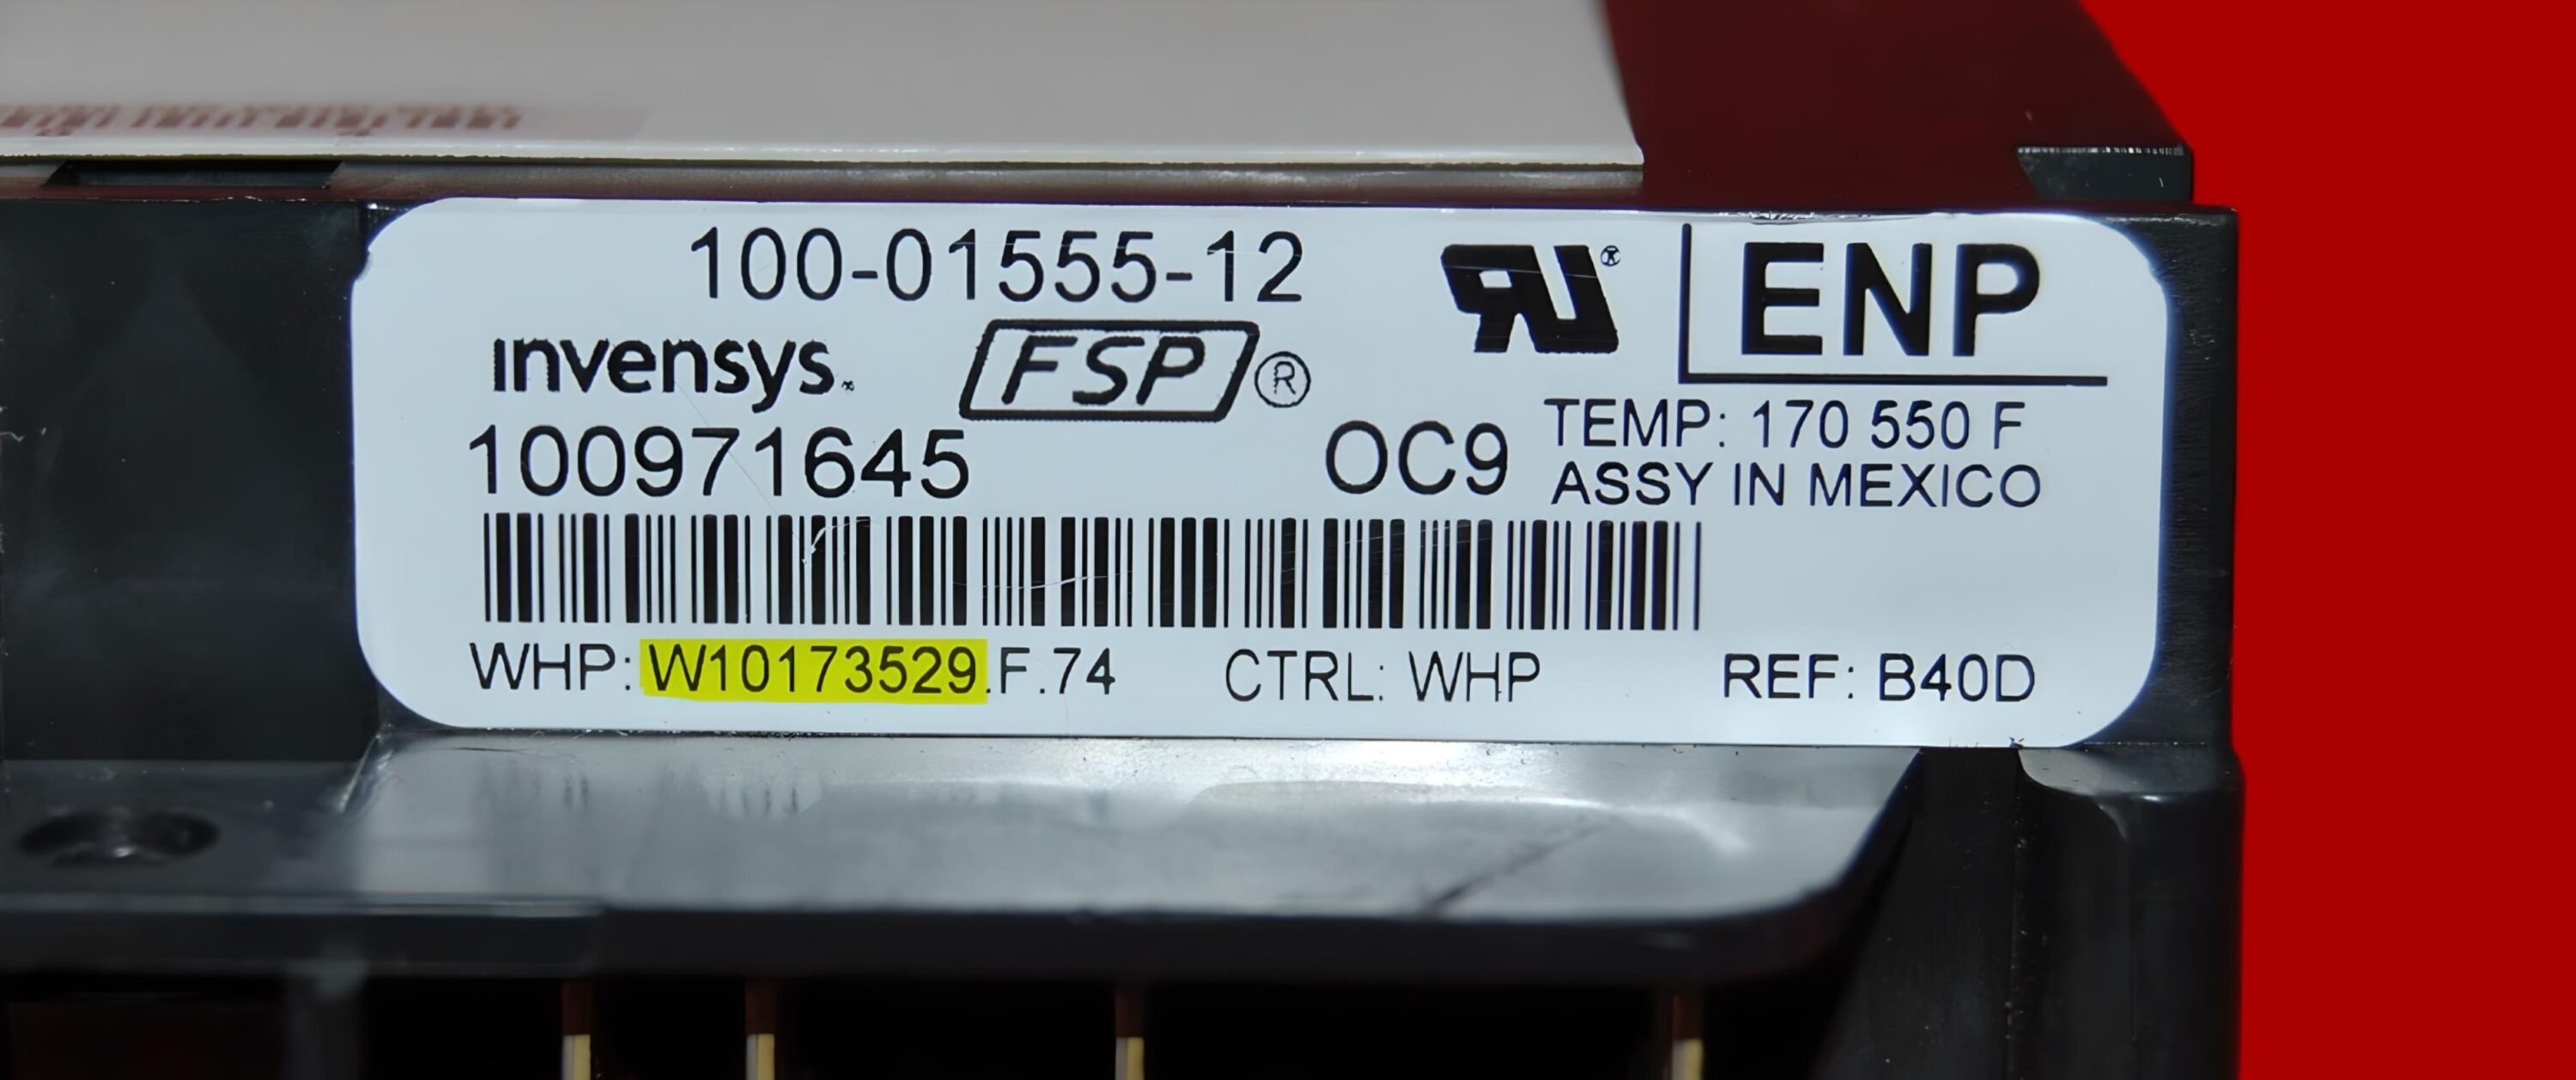 100-01555-12
invensys. FSP ®
RU ® ENP
100971645 OC9
TEMP: 170 550 F
ASSY IN MEXICO
WHP: W10173529.F.74 CTRL: WHP REF: B40D